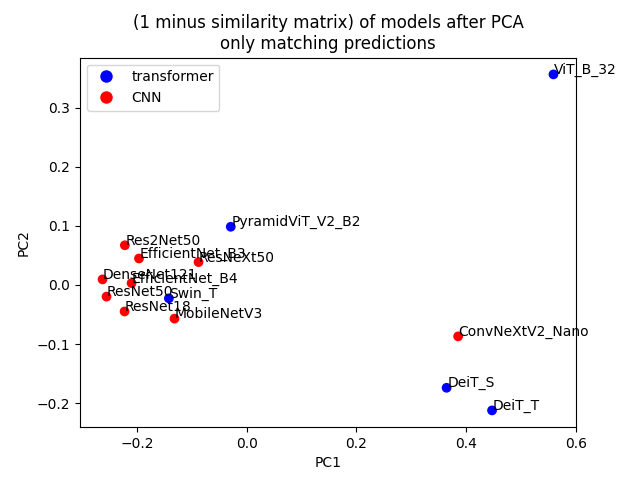 (1 minus similarity matrix) of models after PCA
only matching predictions
transformer
CNN
ViT_B_32
PyramidViT_V2_B2
Res2Net50
EfficientNet_B3
ResNeXt50
DenseNet121
EfficientNet_B4
ResNet50
Swin_T
ResNet18
MobileNetV3
ConvNeXtV2_Nano
DeiT_S
DeiT_T
PC2
0.3
0.2
0.1
0.0
−0.1
−0.2
−0.2
0.0
0.2
0.4
0.6
PC1